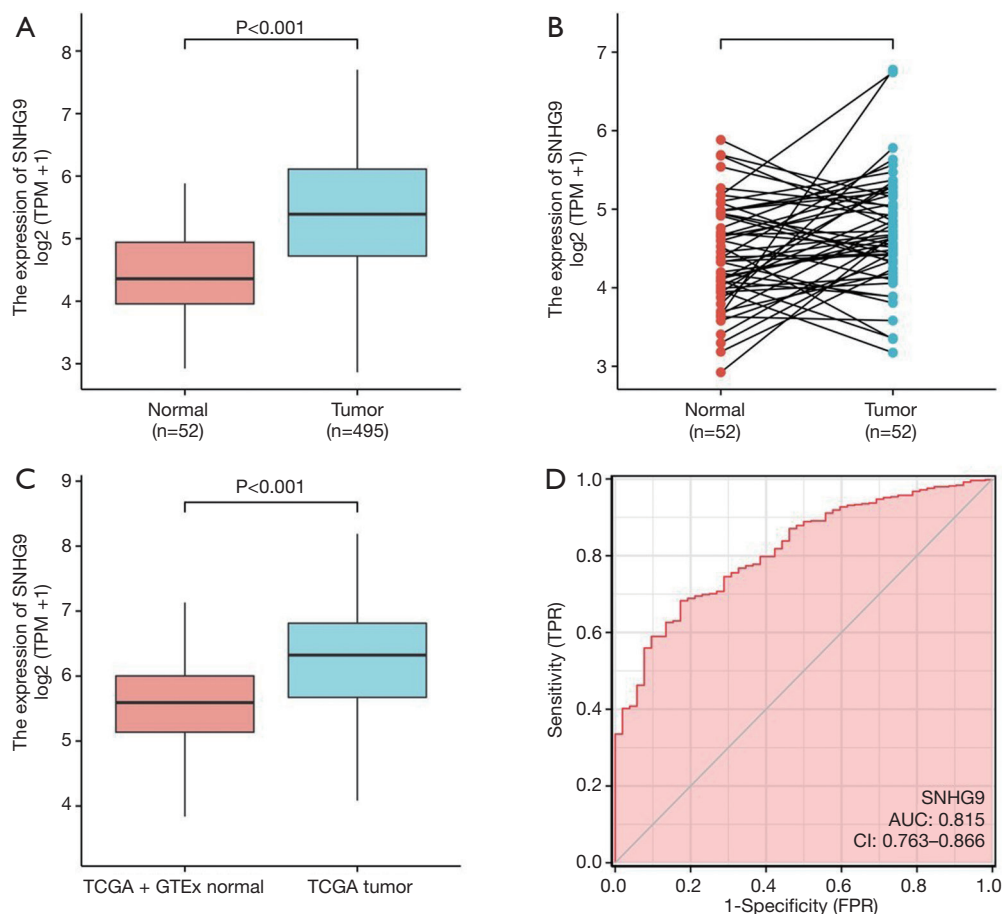 A
P<0.001
The expression of SNHG9
log2 (TPM +1)
8
7
6
5
4
3
Normal
(n=52)
Tumor
(n=495)
B
The expression of SNHG9
log2 (TPM +1)
7
6
5
4
3
Normal
(n=52)
Tumor
(n=52)
C
P<0.001
The expression of SNHG9
log2 (TPM +1)
9
8
7
6
5
4
TCGA + GTEx normal
TCGA tumor
D
Sensitivity (TPR)
1.0
0.8
0.6
0.4
0.2
0.0
SNHG9
AUC: 0.815
CI: 0.763–0.866
0.0 0.2 0.4 0.6 0.8 1.0
1-Specificity (FPR)